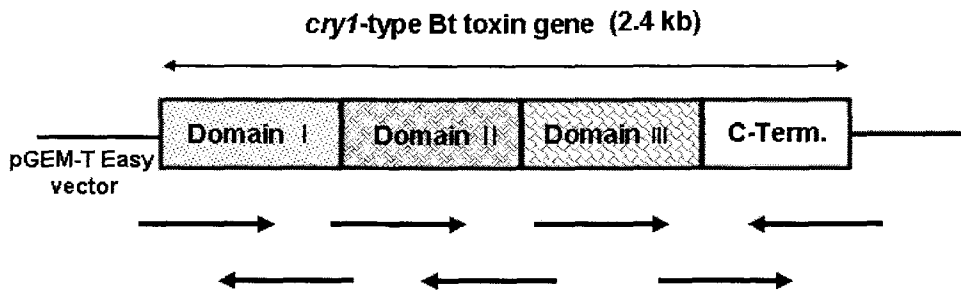 cry1-type Bt toxin gene (2.4 kb)
Domain I Domain II Domain III C-Term.
pGEM-T Easy
vector